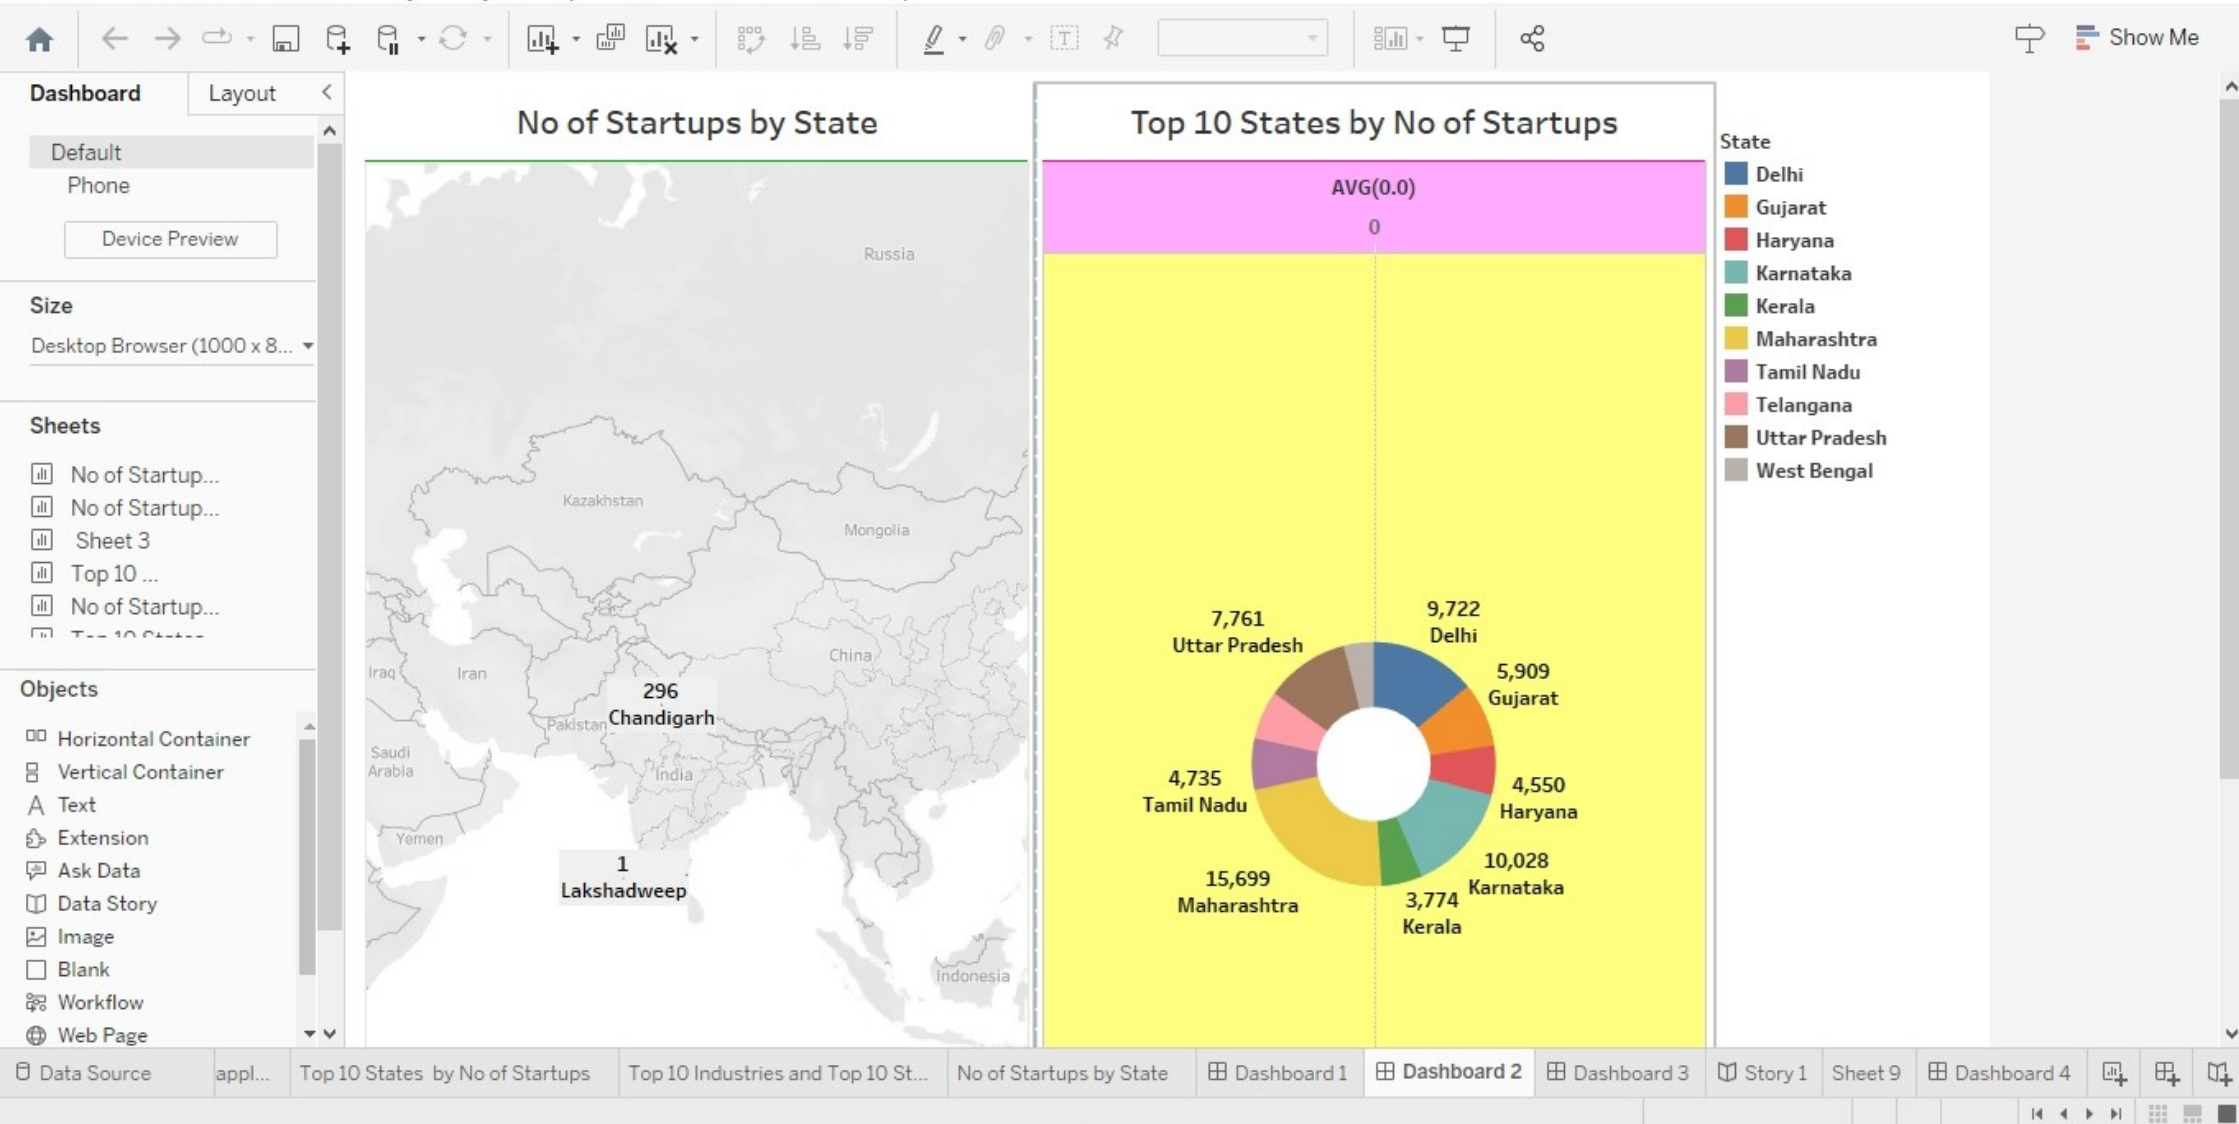 Show Me
Dashboard
Layout
Default
Phone
Device Preview
Size
Desktop Browser (1000 x 8...
Sheets
No of Startup...
No of Startup...
Sheet 3
Top 10 ...
No of Startup...
Top 10 States
Objects
Horizontal Container
Vertical Container
Text
Extension
Ask Data
Data Story
Image
Blank
Workflow
Web Page
No of Startups by State
Russia
Kazakhstan
Mongolia
China
Iraq
Iran
296
Chandigarh
Pakistan
Saudi
Arabia
India
Yemen
1
Lakshadweep
Indonesia
Top 10 States by No of Startups
AVG(0.0)
0
9,722
Delhi
7,761
Uttar Pradesh
5,909
Gujarat
4,735
Tamil Nadu
4,550
Haryana
10,028
Karnataka
15,699
Maharashtra
3,774
Kerala
State
Delhi
Gujarat
Haryana
Karnataka
Kerala
Maharashtra
Tamil Nadu
Telangana
Uttar Pradesh
West Bengal
Data Source
appl...
Top 10 States by No of Startups
Top 10 Industries and Top 10 St...
No of Startups by State
Dashboard 1
Dashboard 2
Dashboard 3
Story 1
Sheet 9
Dashboard 4